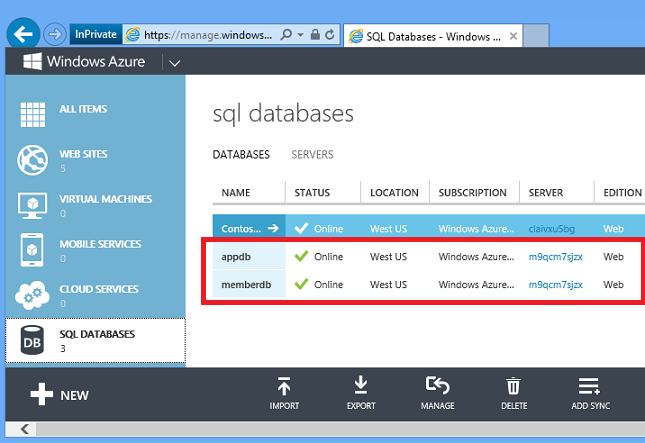 InPrivate https://manage.windows... SQL Databases - Windows ...
Windows Azure
ALL ITEMS
WEB SITES
5
VIRTUAL MACHINES
0
MOBILE SERVICES
0
CLOUD SERVICES
0
DB SQL DATABASES
3
sql databases
DATABASES SERVERS
NAME STATUS LOCATION SUBSCRIPTION SERVER EDITION
Contos... Online West US Windows Azure... claivxu5bg Web
appdb Online West US Windows Azure... m9qcm7sjzx Web
memberdb Online West US Windows Azure... m9qcm7sjzx Web
NEW
IMPORT EXPORT MANAGE DELETE ADD SYNC